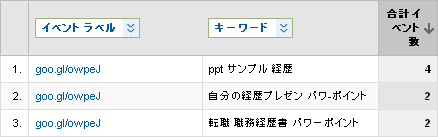 イベント ラベル
キーワード
合計イベント数
1.
goo.gl/owpeJ
ppt サンプル 経歴
4
2.
goo.gl/owpeJ
自分の経歴プレゼン パワ-ポイント
2
3.
goo.gl/owpeJ
転職 職務経歴書 パワーポイント
2